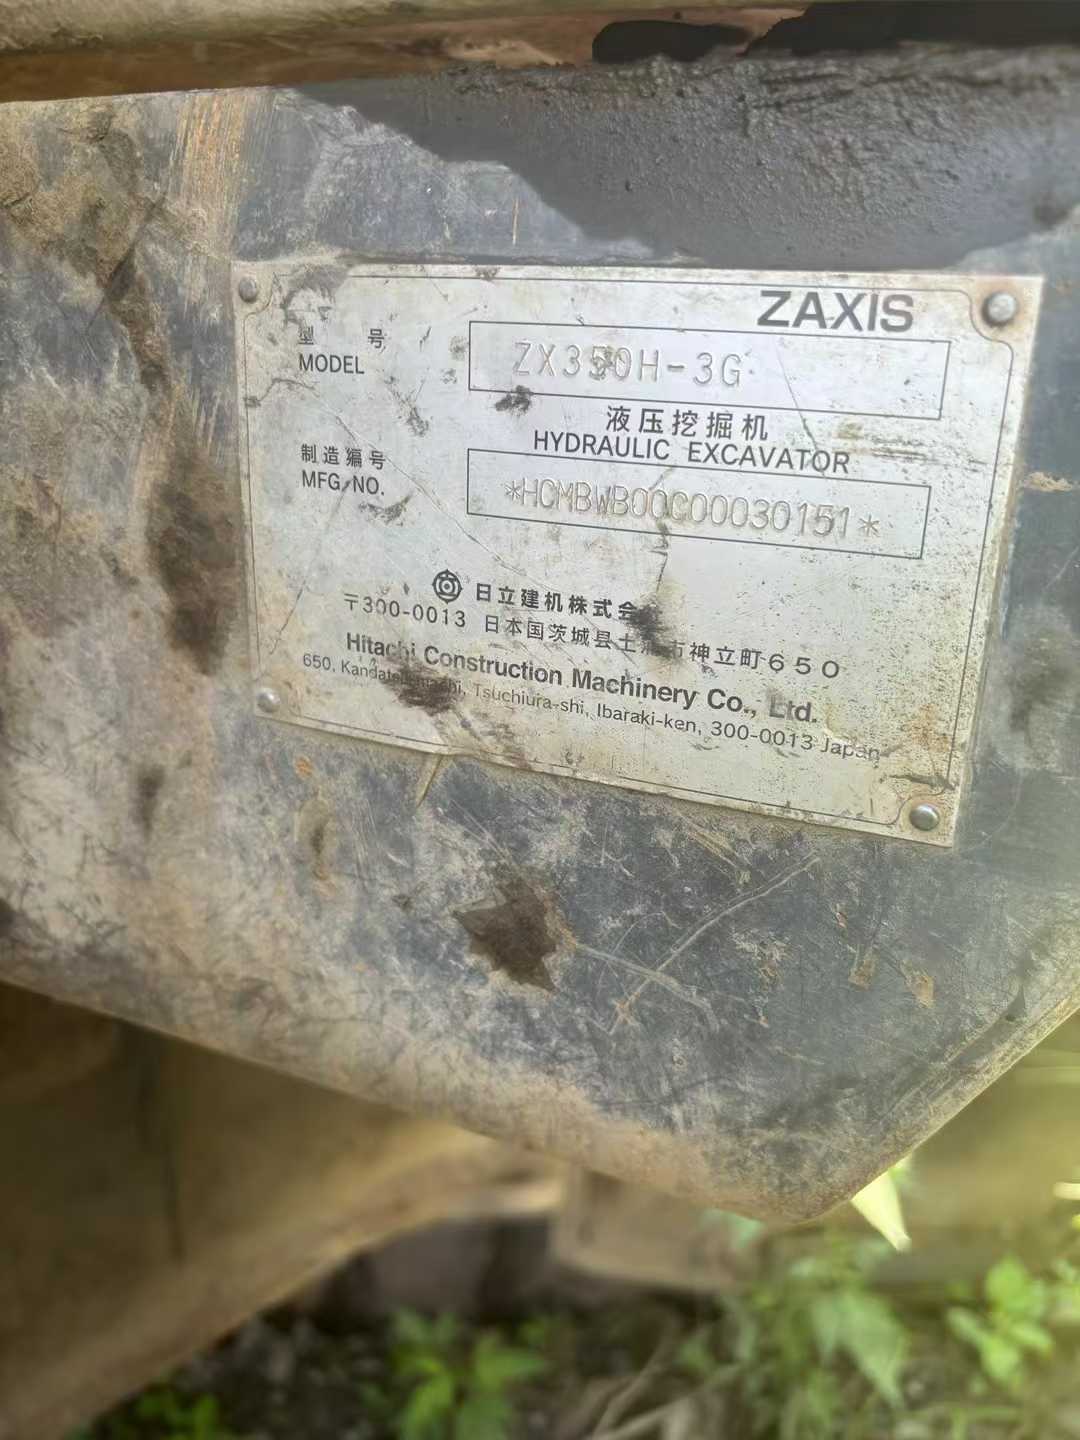 ZAXIS
型号 ZX350H-3G
MODEL
液压挖掘机
HYDRAULIC EXCAVATOR
制造编号 *HCMBWB00C00030151*
MFG.NO.
日立建机株式会
〒300-0013 日本国茨城县土浦市神立町650
Hitachi Construction Machinery Co., Ltd.
650, Tsuchiura-shi, Ibaraki-ken, 300-0013 Japan